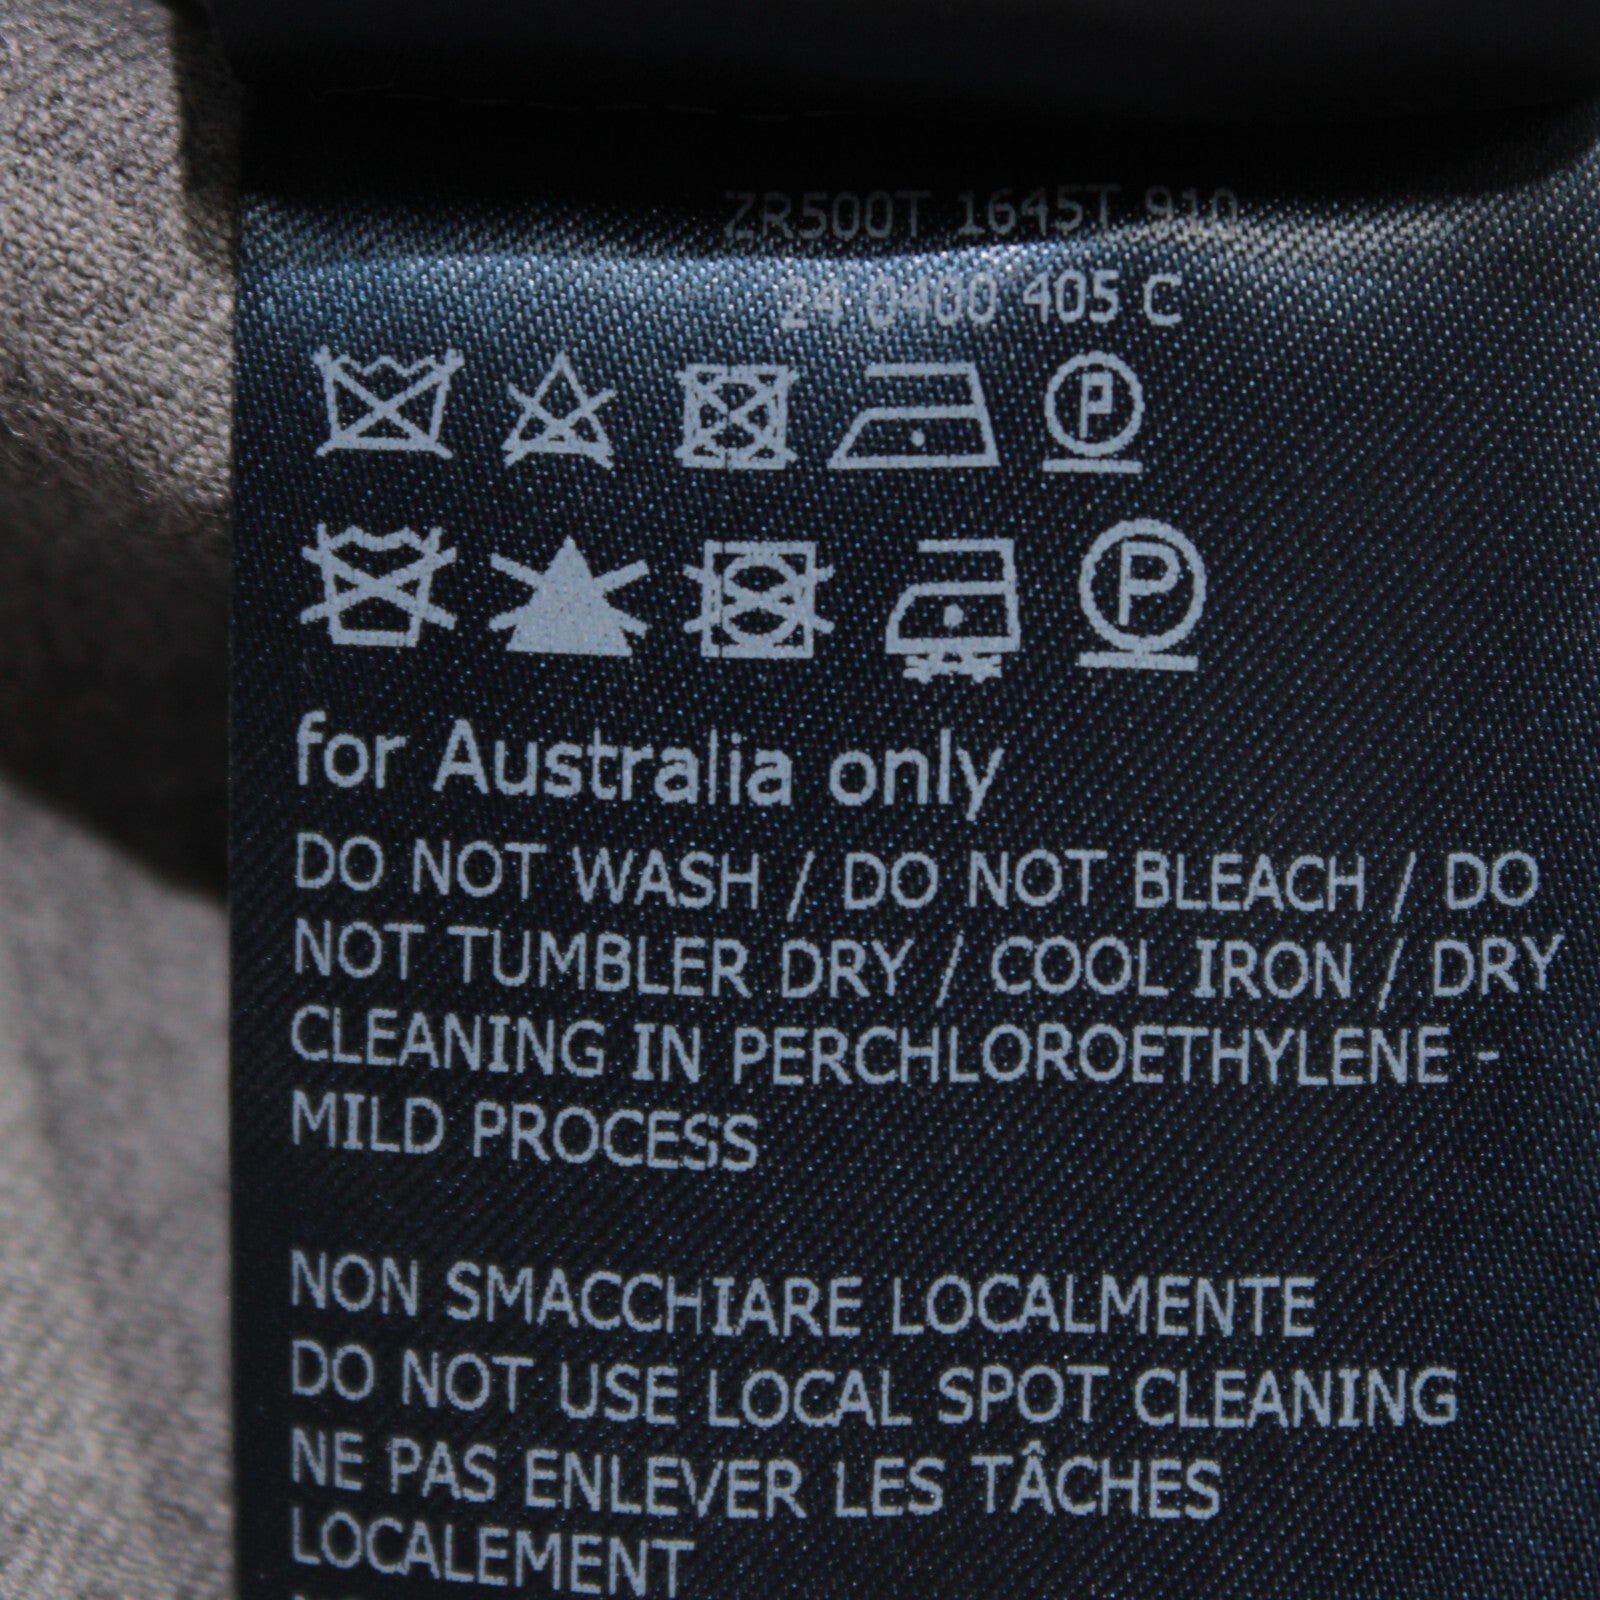 ZR500T 1645T 910
24 0400 405 C
P
P
for Australia only
DO NOT WASH / DO NOT BLEACH / DO
NOT TUMBLER DRY / COOL IRON / DRY
CLEANING IN PERCHLOROETHYLENE -
MILD PROCESS
NON SMACCHIARE LOCALMENTE
DO NOT USE LOCAL SPOT CLEANING
NE PAS ENLEVER LES TÂCHES
LOCALEMENT